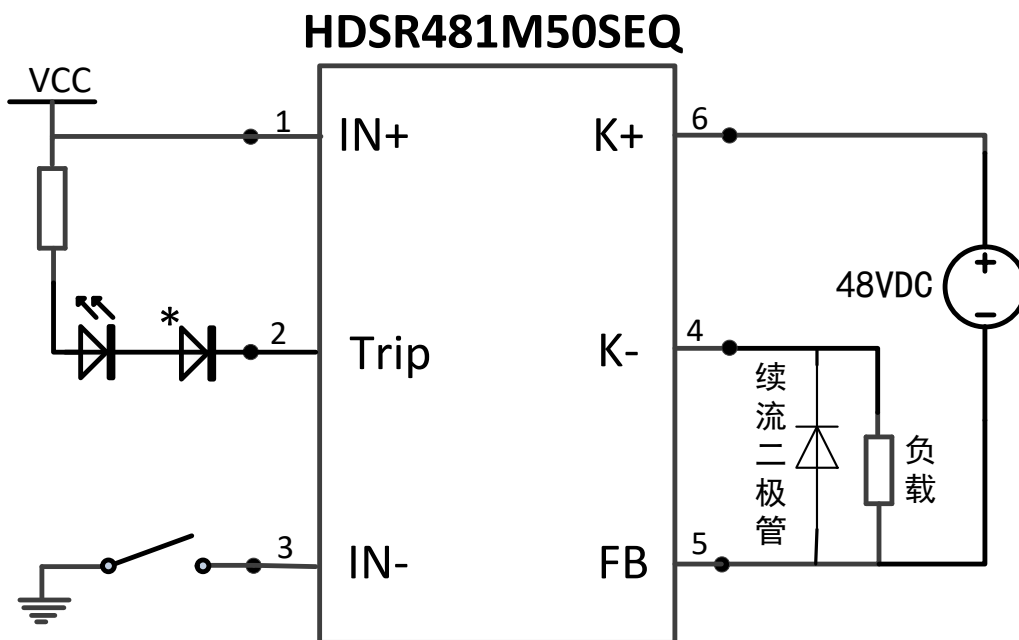 HDSR481M50SEQ
VCC
1
IN+
K+
6
48VDC
*
2
Trip
K-
4
续流二极管
负载
3
IN-
FB
5